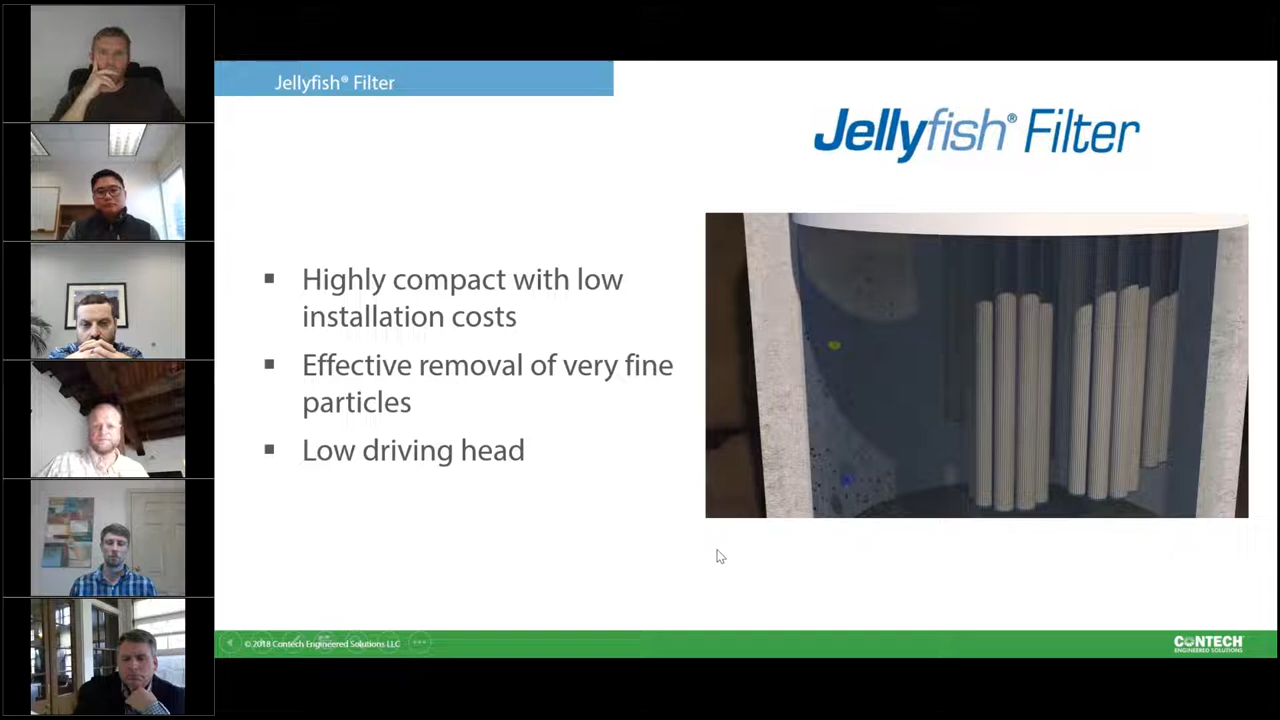 Jellyfish® Filter
Jellyfish® Filter
▪ Highly compact with low
installation costs
▪ Effective removal of very fine
particles
▪ Low driving head
© 2018 Contech Engineered Solutions LLC
CONTECH
ENGINEERED SOLUTIONS